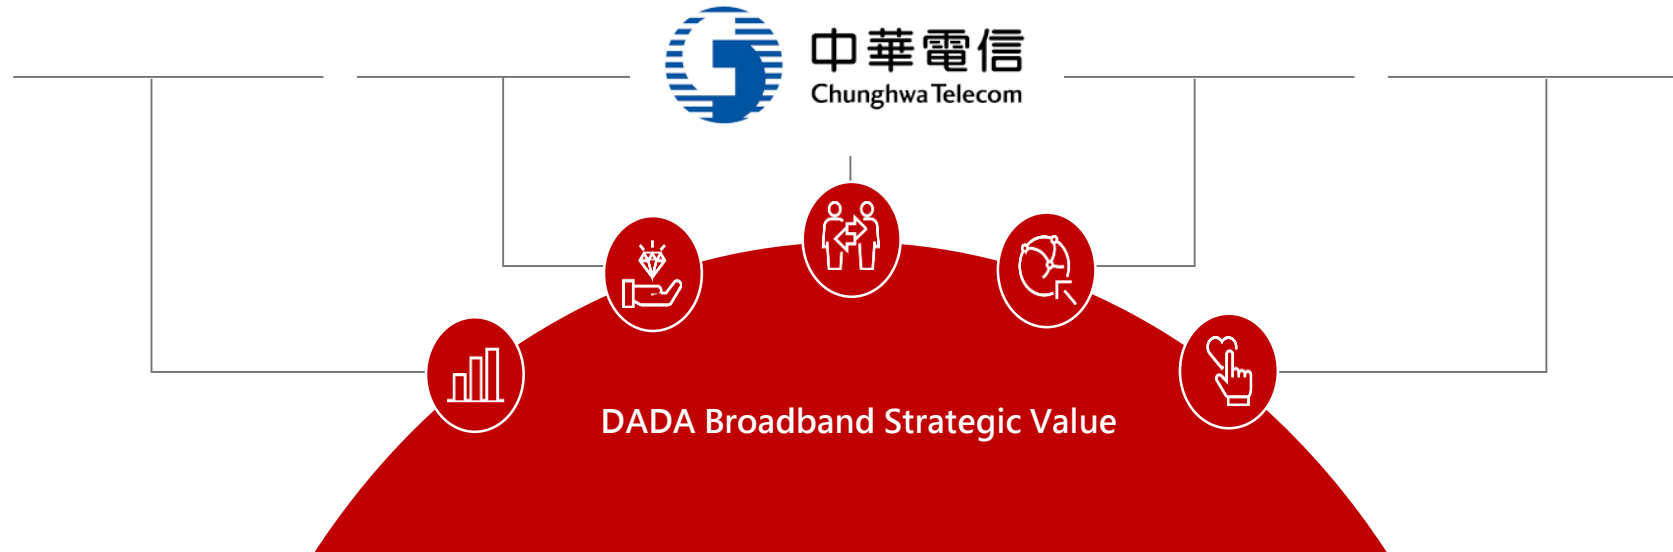 中華電信
Chunghwa Telecom
DADA Broadband Strategic Value